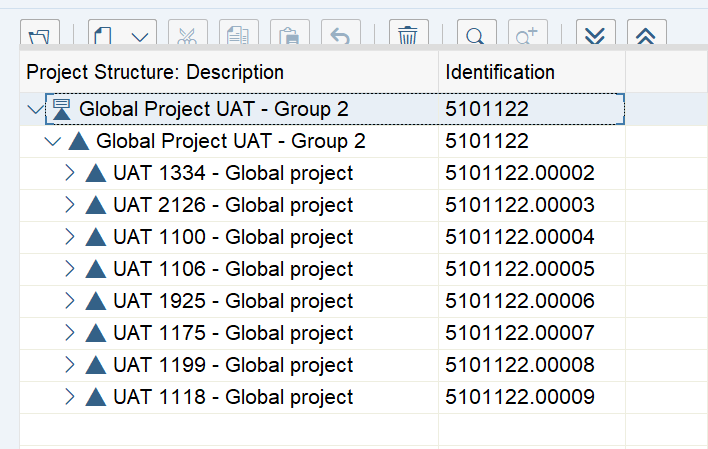 Project Structure: Description Identification
Global Project UAT - Group 2 5101122
Global Project UAT - Group 2 5101122
UAT 1334 - Global project 5101122.00002
UAT 2126 - Global project 5101122.00003
UAT 1100 - Global project 5101122.00004
UAT 1106 - Global project 5101122.00005
UAT 1925 - Global project 5101122.00006
UAT 1175 - Global project 5101122.00007
UAT 1199 - Global project 5101122.00008
UAT 1118 - Global project 5101122.00009